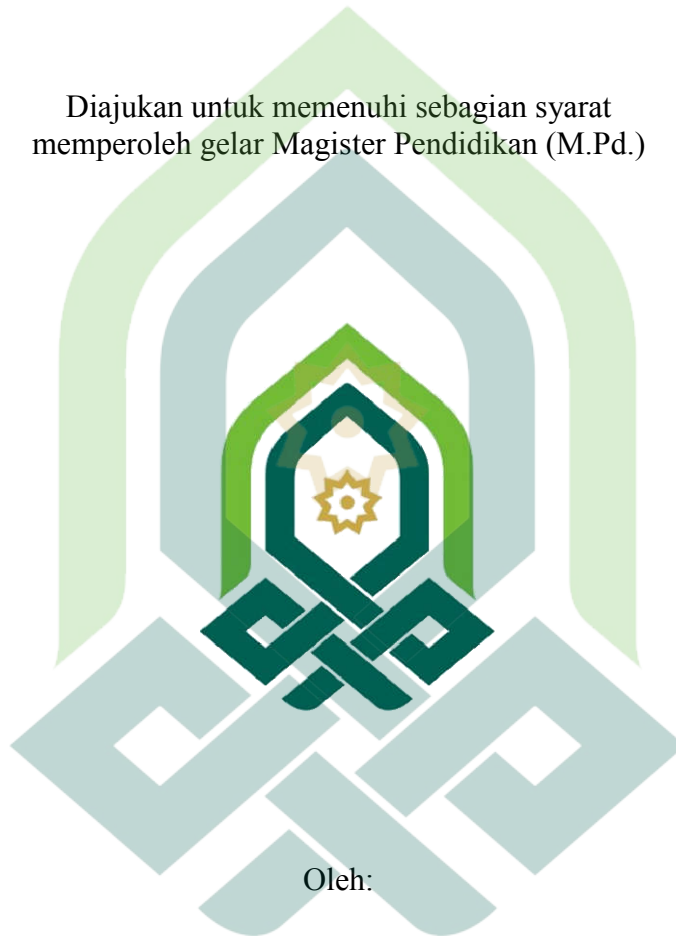 Diajukan untuk memenuhi sebagian syarat
memperoleh gelar Magister Pendidikan (M.Pd.)
Oleh: